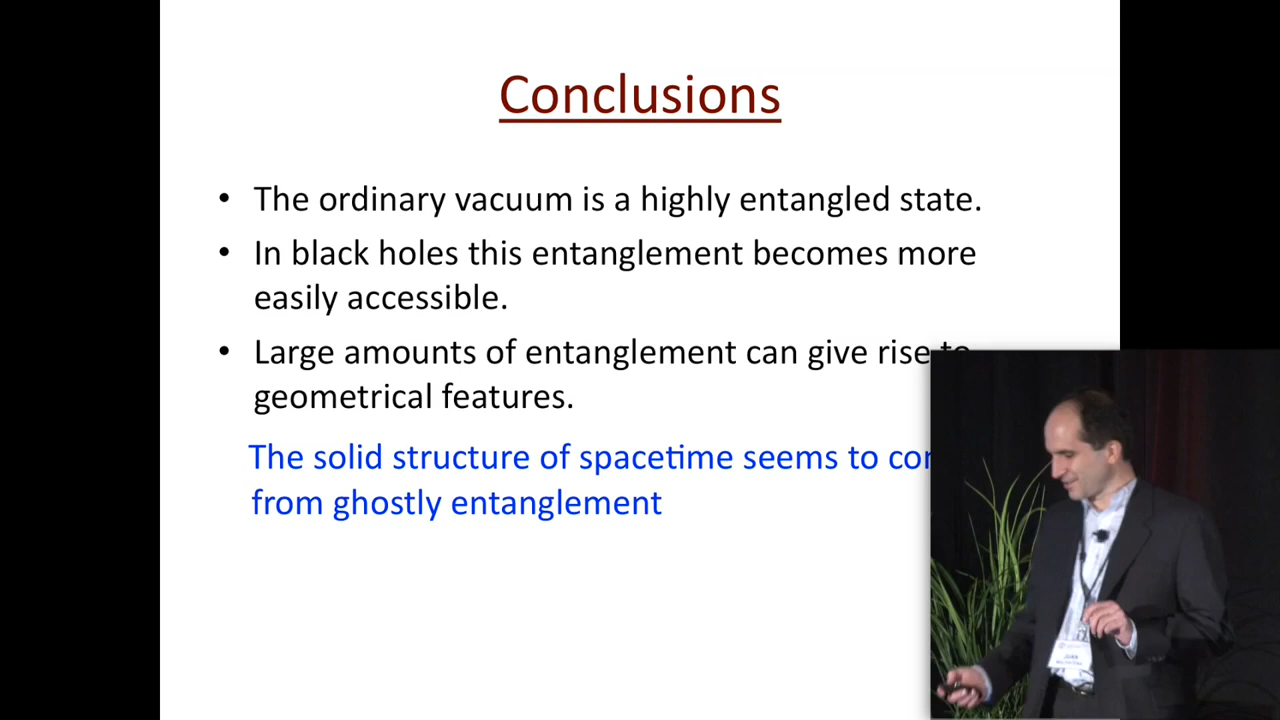 Conclusions
• The ordinary vacuum is a highly entangled state.
• In black holes this entanglement becomes more
easily accessible.
• Large amounts of entanglement can give rise to
geometrical features.
The solid structure of spacetime seems to
from ghostly entanglement
JUAN